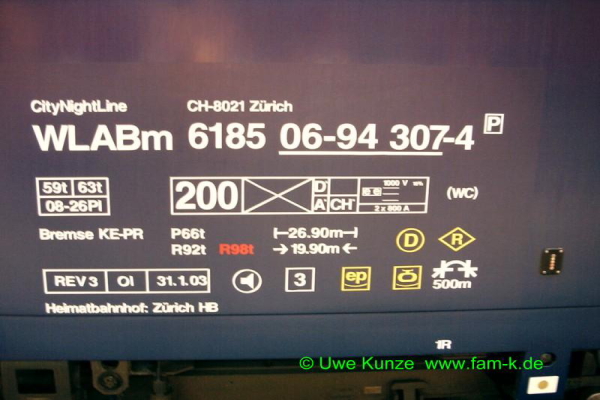 CityNightLine CH-8021 Zürich
WLABm 6185 06-94 307-4 P
59t 63t 200 D A CH 1000 V (WC)
08-26Pl 2 x 600 A
Bremse KE-PR P66t 26.90m
R92t R98t 19.90m D R
REV 3 Ol 31.1.03 3 ep ö 500m
Heimatbahnhof: Zürich HB
1R
© Uwe Kunze www.fam-k.de